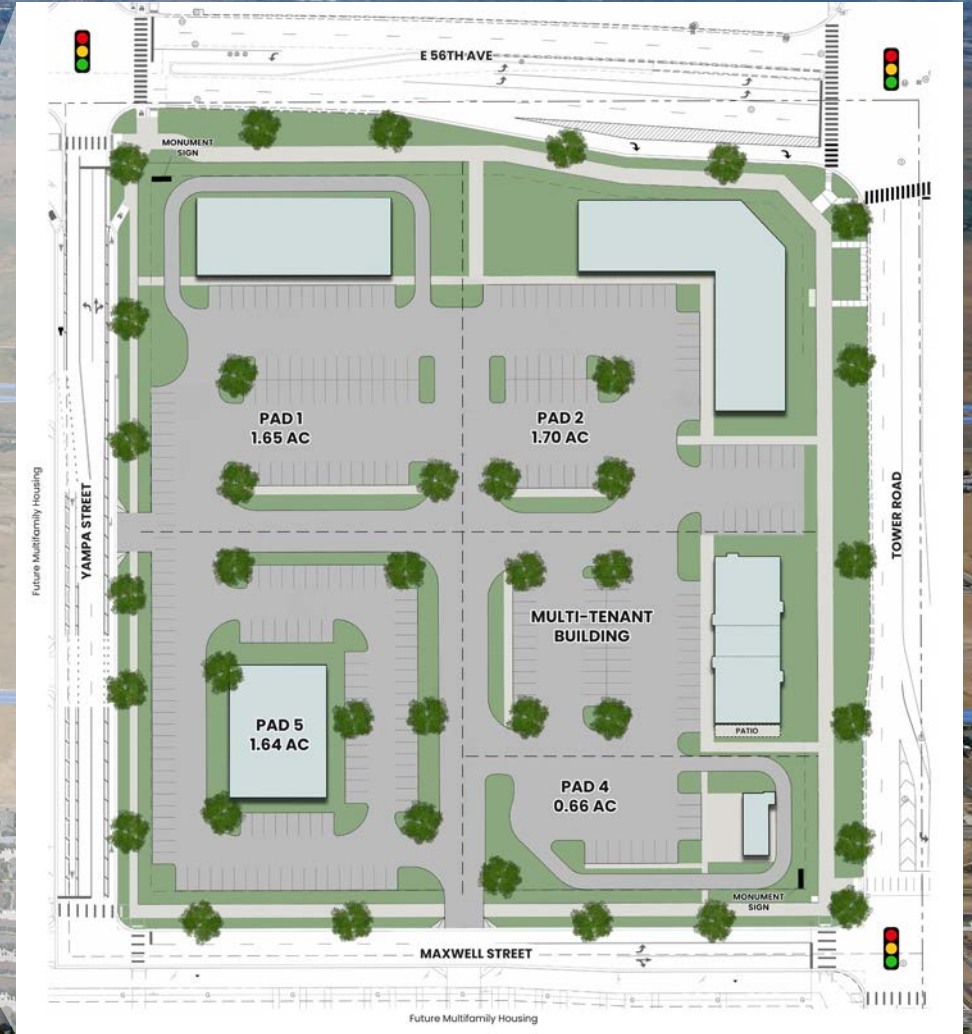 E 56TH AVE
MONUMENT
SIGN
PAD 1
1.65 AC
PAD 2
1.70 AC
Future Multifamily Housing
YAMPA STREET
TOWER ROAD
MULTI-TENANT
BUILDING
PAD 5
1.64 AC
PATIO
PAD 4
0.66 AC
MONUMENT
SIGN
MAXWELL STREET
Future Multifamily Housing